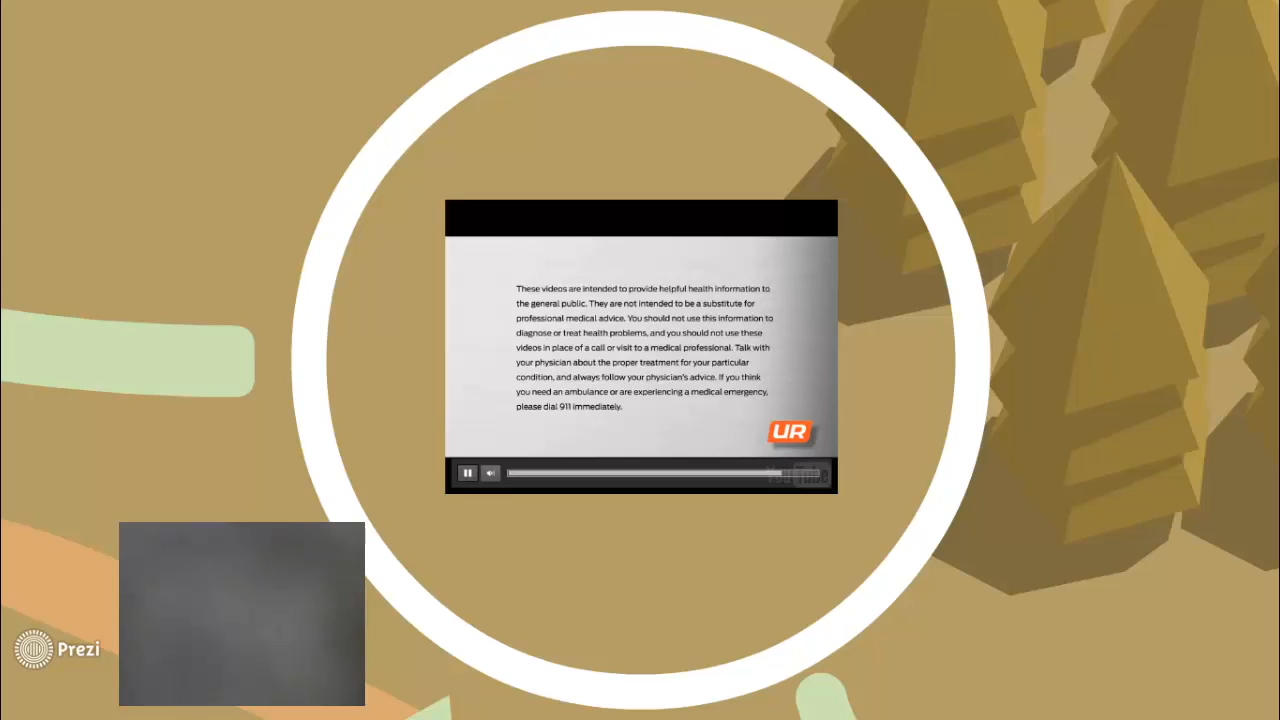 These videos are intended to provide helpful health information to
the general public. They are not intended to be a substitute for
professional medical advice. You should not use this information to
diagnose or treat health problems, and you should not use these
videos in place of a call or visit to a medical professional. Talk with
your physician about the proper treatment for your particular
condition, and always follow your physician's advice. If you think
you need an ambulance or are experiencing a medical emergency,
please dial 911 immediately.
UR
YouTube
Prezi